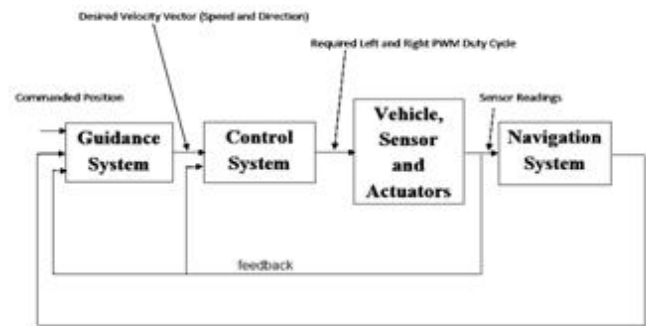 Desired Velocity Vector (Speed and Direction)
Required Left and Right PWM Duty Cycle
Commanded Position
Sensor Readings
Guidance
System
Control
System
Vehicle,
Sensor
and
Actuators
Navigation
System
feedback